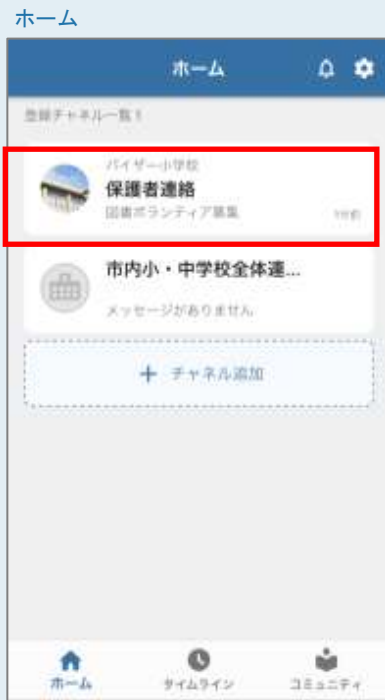 ホーム
ホーム
登録チャネル一覧
バイザー小学校
保護者連絡
図書ボランティア募集
市内小・中学校全体連...
メッセージがありません
＋ チャネル追加
ホーム
タイムライン
コミュニティ